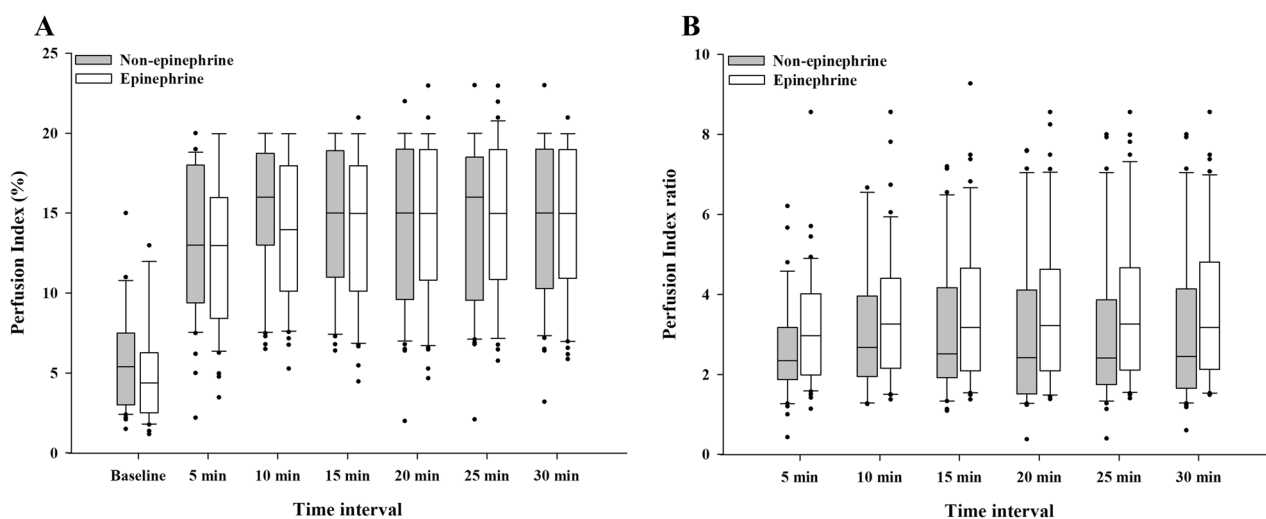 A
Perfusion Index (%)
25
20
15
10
5
0
Non-epinephrine
Epinephrine
Baseline 5 min 10 min 15 min 20 min 25 min 30 min
Time interval
B
Perfusion Index ratio
10
8
6
4
2
0
Non-epinephrine
Epinephrine
5 min 10 min 15 min 20 min 25 min 30 min
Time interval